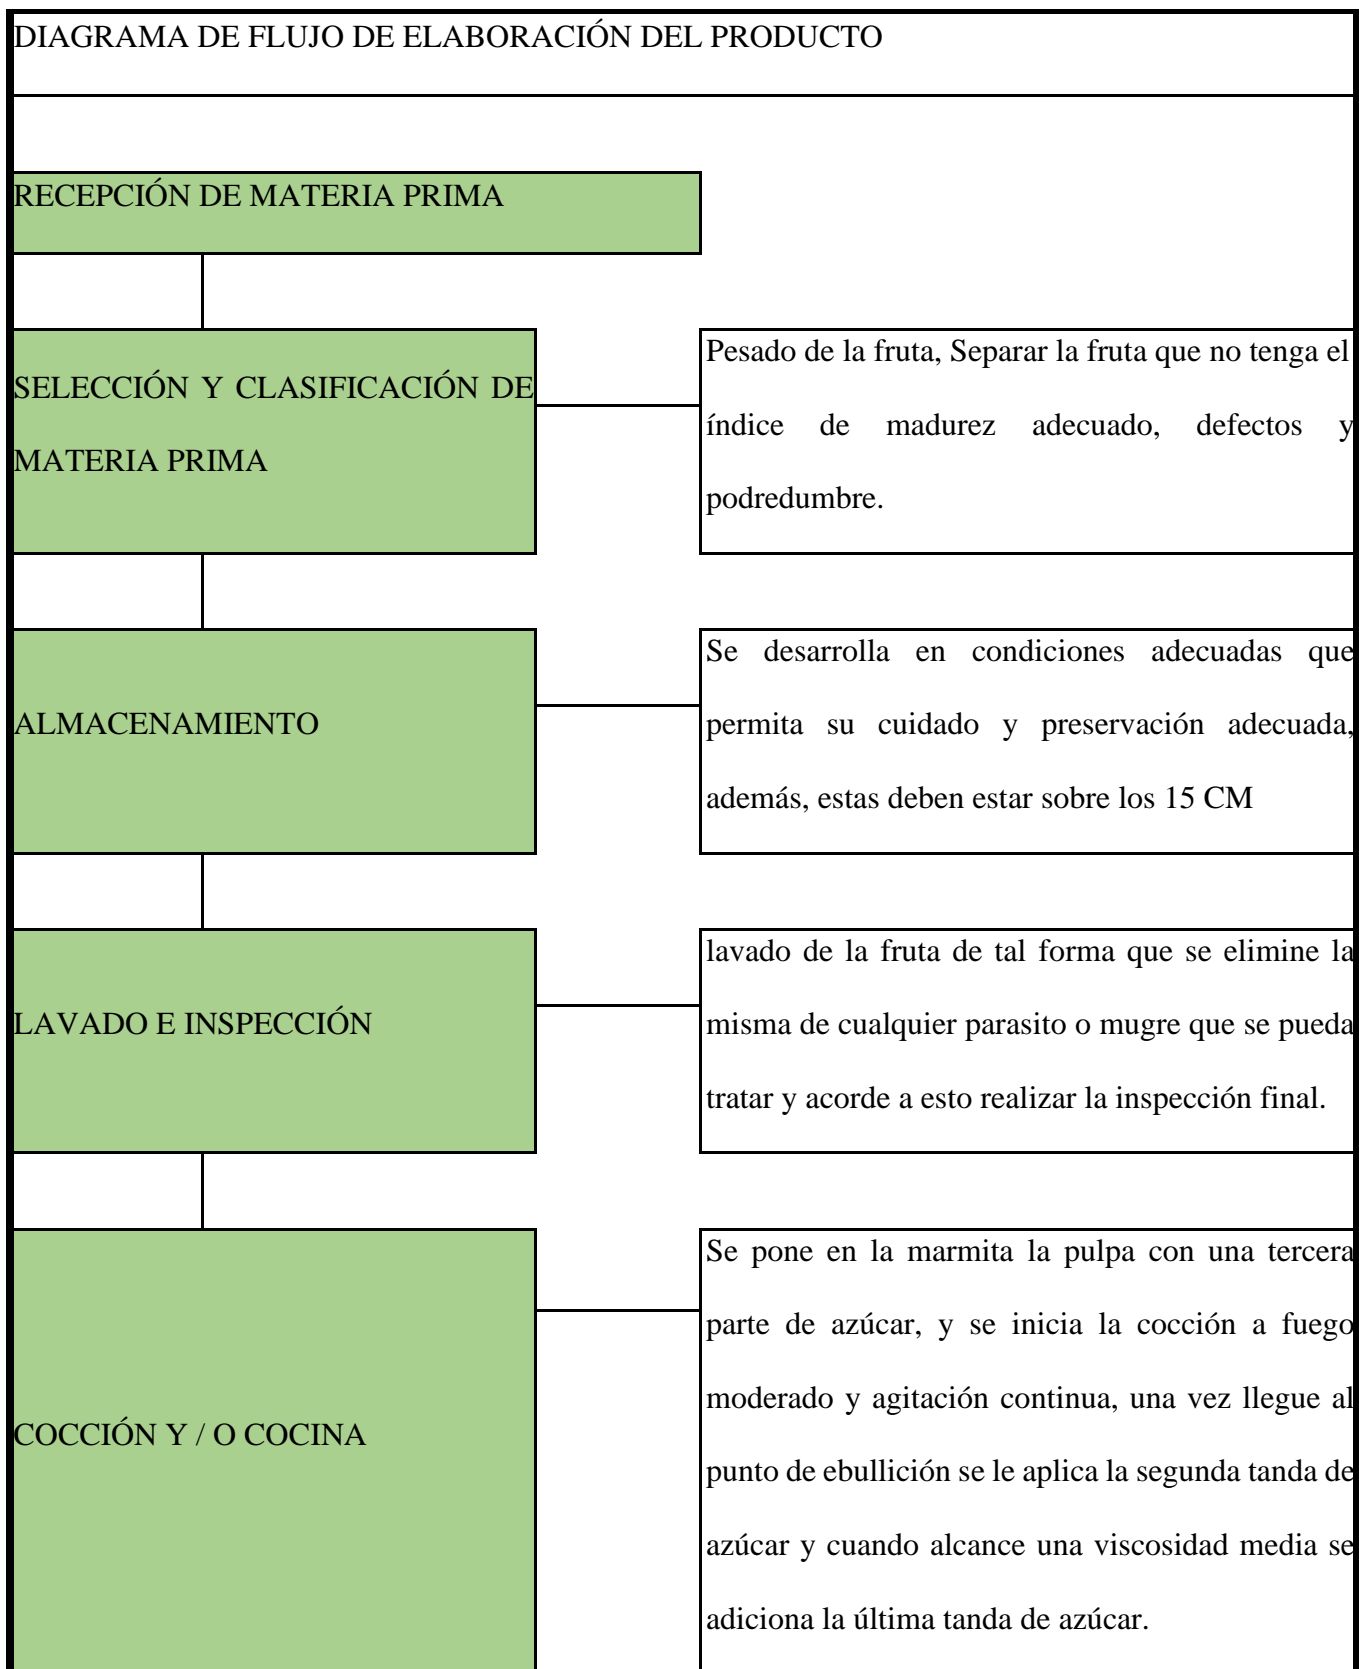 DIAGRAMA DE FLUJO DE ELABORACIÓN DEL PRODUCTO
RECEPCIÓN DE MATERIA PRIMA
SELECCIÓN Y CLASIFICACIÓN DE
MATERIA PRIMA
Pesado de la fruta, Separar la fruta que no tenga el
índice de madurez adecuado, defectos y
podredumbre.
ALMACENAMIENTO
Se desarrolla en condiciones adecuadas que
permita su cuidado y preservación adecuada,
además, estas deben estar sobre los 15 CM
LAVADO E INSPECCIÓN
lavado de la fruta de tal forma que se elimine la
misma de cualquier parasito o mugre que se pueda
tratar y acorde a esto realizar la inspección final.
COCCIÓN Y / O COCINA
Se pone en la marmita la pulpa con una tercera
parte de azúcar, y se inicia la cocción a fuego
moderado y agitación continua, una vez llegue al
punto de ebullición se le aplica la segunda tanda de
azúcar y cuando alcance una viscosidad media se
adiciona la última tanda de azúcar.